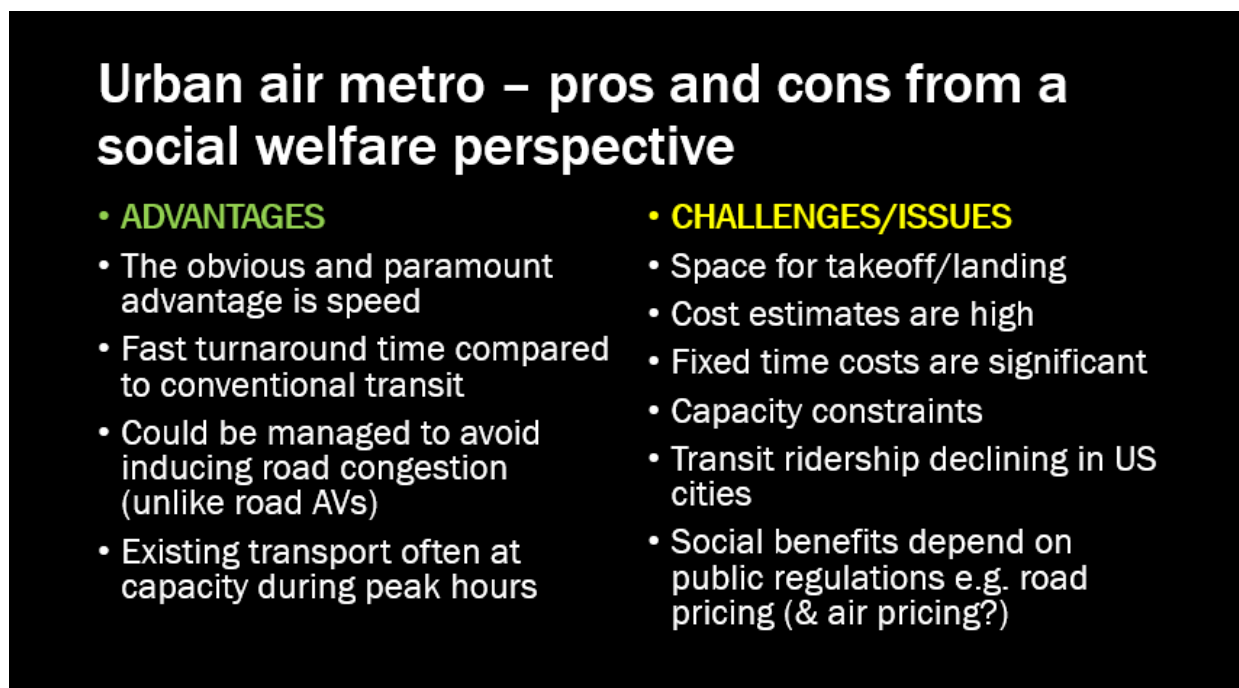 Urban air metro – pros and cons from a
social welfare perspective
• ADVANTAGES
• The obvious and paramount
advantage is speed
• Fast turnaround time compared
to conventional transit
• Could be managed to avoid
inducing road congestion
(unlike road AVs)
• Existing transport often at
capacity during peak hours
• CHALLENGES/ISSUES
• Space for takeoff/landing
• Cost estimates are high
• Fixed time costs are significant
• Capacity constraints
• Transit ridership declining in US
cities
• Social benefits depend on
public regulations e.g. road
pricing (& air pricing?)